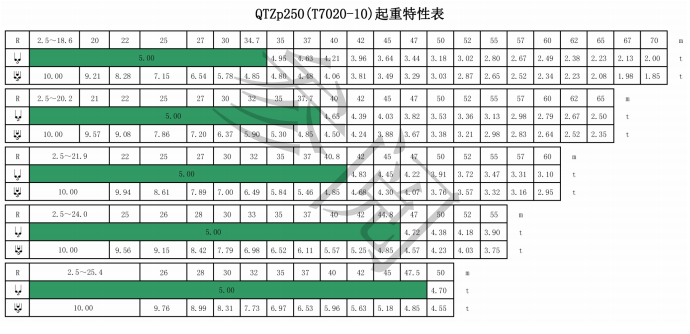 QTZp250(T7020-10)起重特性表
R 2.5~18.6 20 22 25 27 30 34.7 35 37 40 42 45 47 50 52 55 57 60 62 65 67 70 m
5.00 4.95 4.63 4.21 3.96 3.64 3.44 3.18 3.02 2.80 2.67 2.49 2.38 2.23 2.13 2.00 t
10.00 9.21 8.28 7.15 6.54 5.78 4.85 4.80 4.48 4.06 3.81 3.49 3.29 3.03 2.87 2.65 2.52 2.34 2.23 2.08 1.98 1.85 t
R 2.5~20.2 21 22 25 27 30 32 35 37.7 40 42 45 47 50 52 55 57 60 62 65 m
5.00 4.65 4.39 4.03 3.82 3.53 3.36 3.13 2.98 2.79 2.67 2.50 t
10.00 9.57 9.08 7.86 7.20 6.37 5.90 5.30 4.85 4.50 4.24 3.88 3.67 3.38 3.21 2.98 2.83 2.64 2.52 2.35 t
R 2.5~21.9 22 25 27 30 32 35 37 40.8 42 45 47 50 52 55 57 60 m
5.00 4.83 4.45 4.22 3.91 3.72 3.47 3.31 3.10 t
10.00 9.94 8.61 7.89 7.00 6.49 5.84 5.46 4.85 4.68 4.30 4.07 3.76 3.57 3.32 3.16 2.95 t
R 2.5~24.0 25 26 28 30 33 35 37 40 42 44.8 47 50 52 55 m
5.00 4.72 4.38 4.18 3.90 t
10.00 9.56 9.15 8.42 7.79 6.98 6.52 6.11 5.57 5.25 4.85 4.57 4.23 4.03 3.75 t
R 2.5~25.4 26 28 30 32 35 37 40 42 45 47.5 50 m
5.00 4.70 t
10.00 9.76 8.99 8.31 7.73 6.97 6.53 5.96 5.63 5.18 4.85 4.55 t
参阅